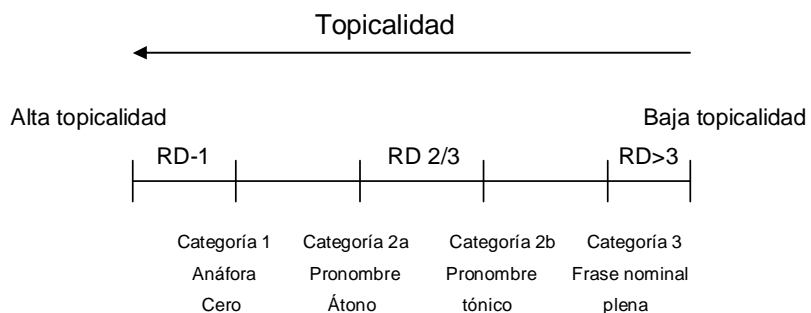 Topicalidad
Alta topicalidad Baja topicalidad
RD-1 RD 2/3 RD>3
Categoría 1 Categoría 2a Categoría 2b Categoría 3
Anáfora Pronombre Pronombre Frase nominal
Cero Átono tónico plena